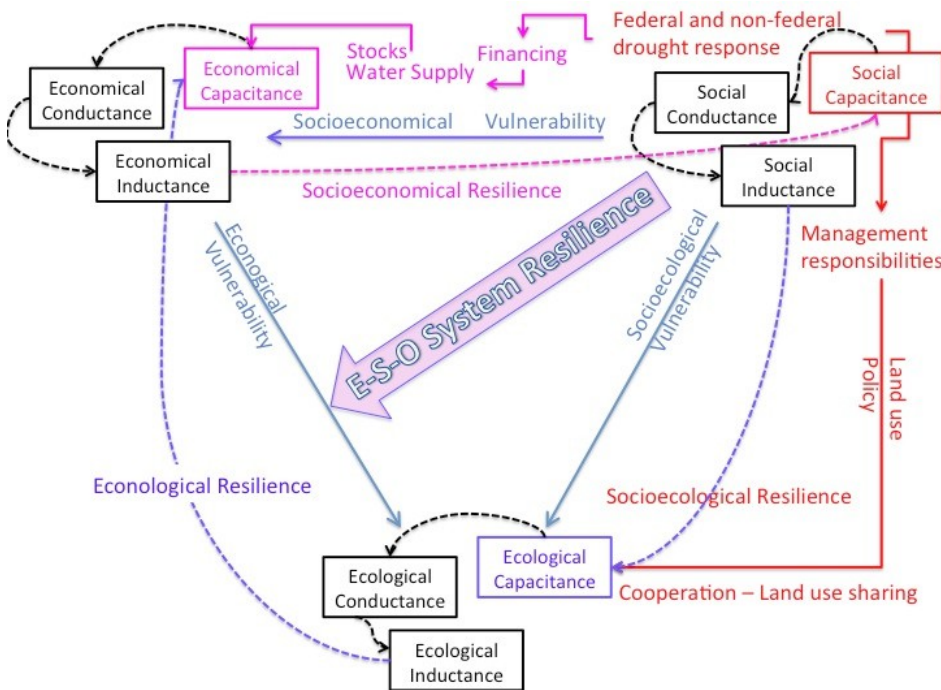 Federal and non-federal
drought response
Stocks
Water Supply
Financing
Economical
Capacitance
Economical
Conductance
Social
Capacitance
Social
Conductance
Socioeconomical Vulnerability
Economical
Inductance
Social
Inductance
Socioeconomical Resilience
Management
responsibilities
Econogical
Vulnerability
E-S-O System Resilience
Socioecological
Vulnerability
Land use
Policy
Econological Resilience
Socioecological Resilience
Ecological
Capacitance
Ecological
Conductance
Cooperation – Land use sharing
Ecological
Inductance